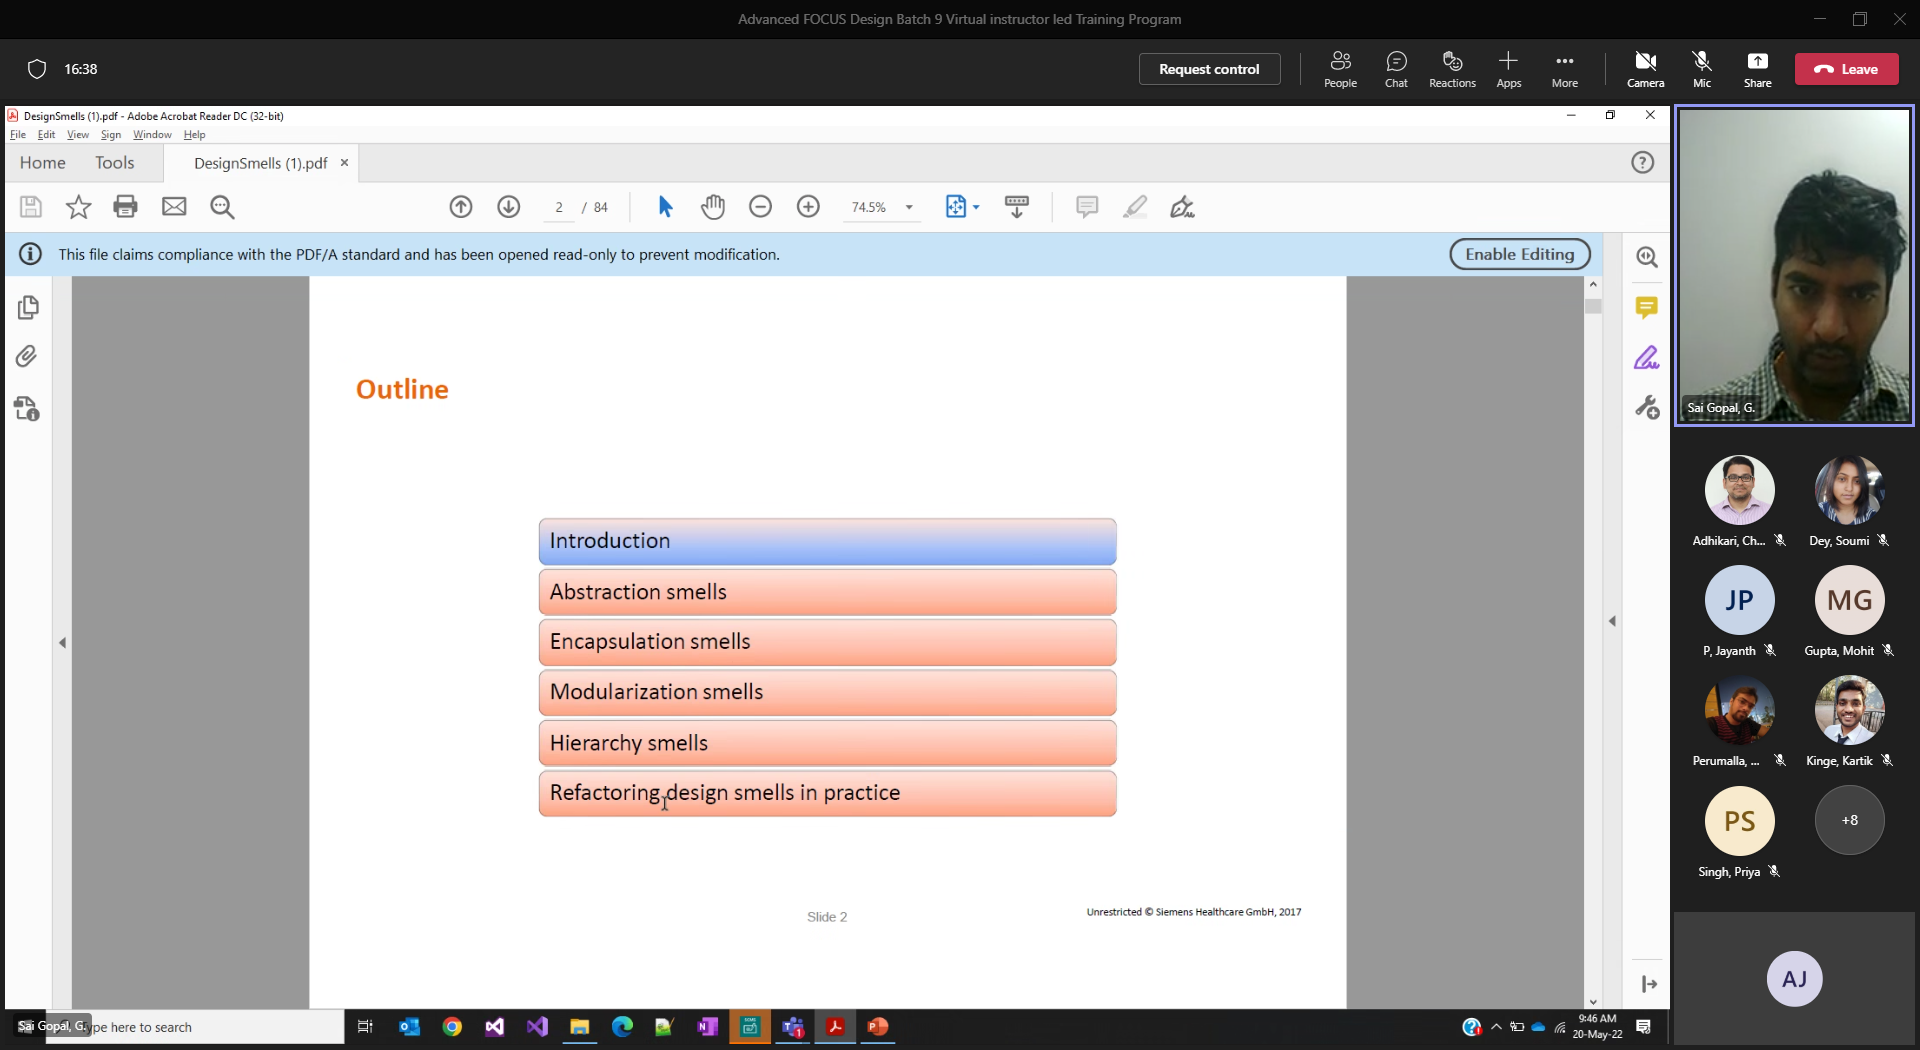 Advanced FOCUS Design Batch 9 Virtual instructor led Training Program
16:38
Request control
People
Chat
Reactions
Apps
More
Camera
Mic
Share
Leave
DesignSmells (1).pdf - Adobe Acrobat Reader DC (32-bit)
File Edit View Sign Window Help
Home Tools DesignSmells (1).pdf
2 / 84
74.5%
This file claims compliance with the PDF/A standard and has been opened read-only to prevent modification.
Enable Editing
Outline
Introduction
Abstraction smells
Encapsulation smells
Modularization smells
Hierarchy smells
Refactoring design smells in practice
Slide 2
Unrestricted © Siemens Healthcare GmbH, 2017
Sai Gopal, G.
Adhikari, Ch...
Dey, Soumi
JP
MG
P, Jayanth
Gupta, Mohit
Perumalla, ...
Kinge, Kartik
PS
+8
Singh, Priya
AJ
Sai Gopal, G.
ype here to search
9:46 AM
20-May-22